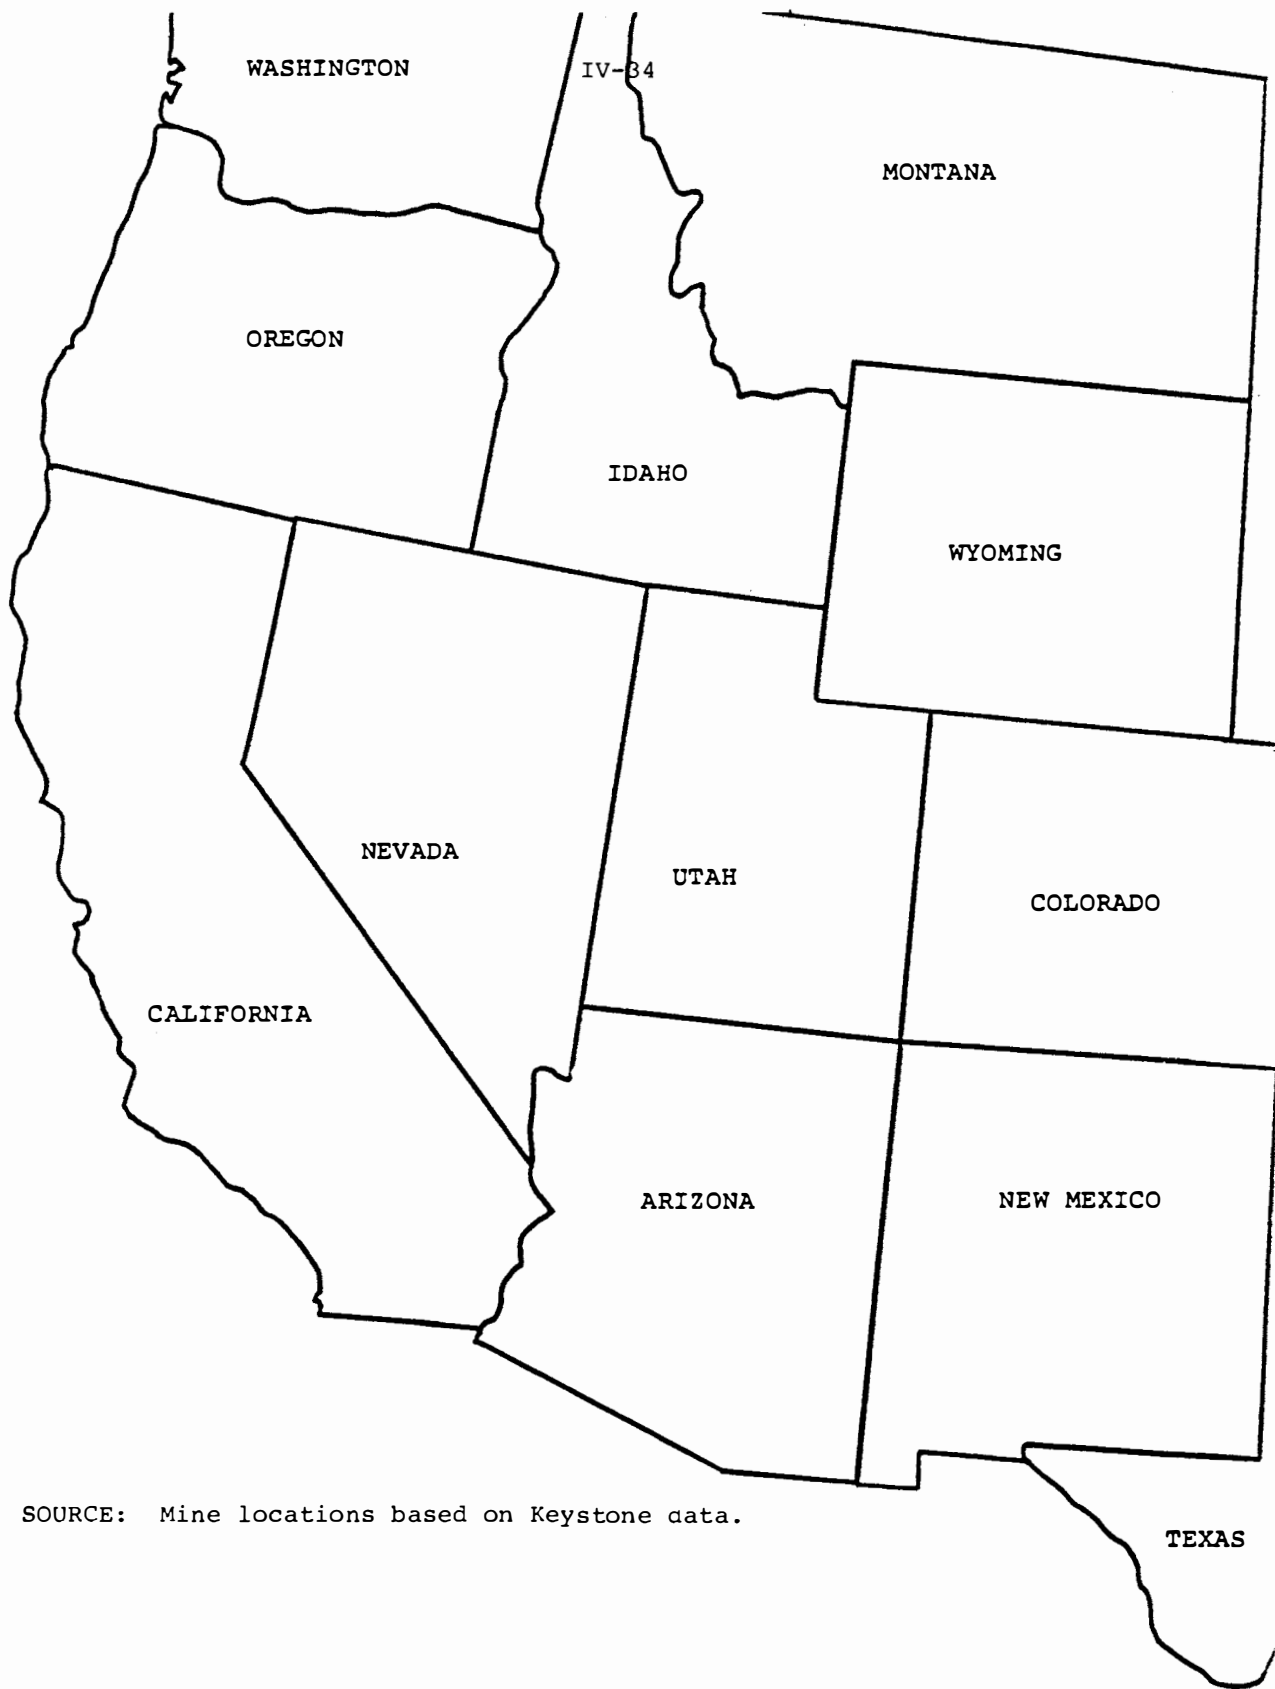 IV-34
WASHINGTON
MONTANA
OREGON
IDAHO
WYOMING
NEVADA
UTAH
COLORADO
CALIFORNIA
ARIZONA
NEW MEXICO
SOURCE: Mine locations based on Keystone data.
TEXAS